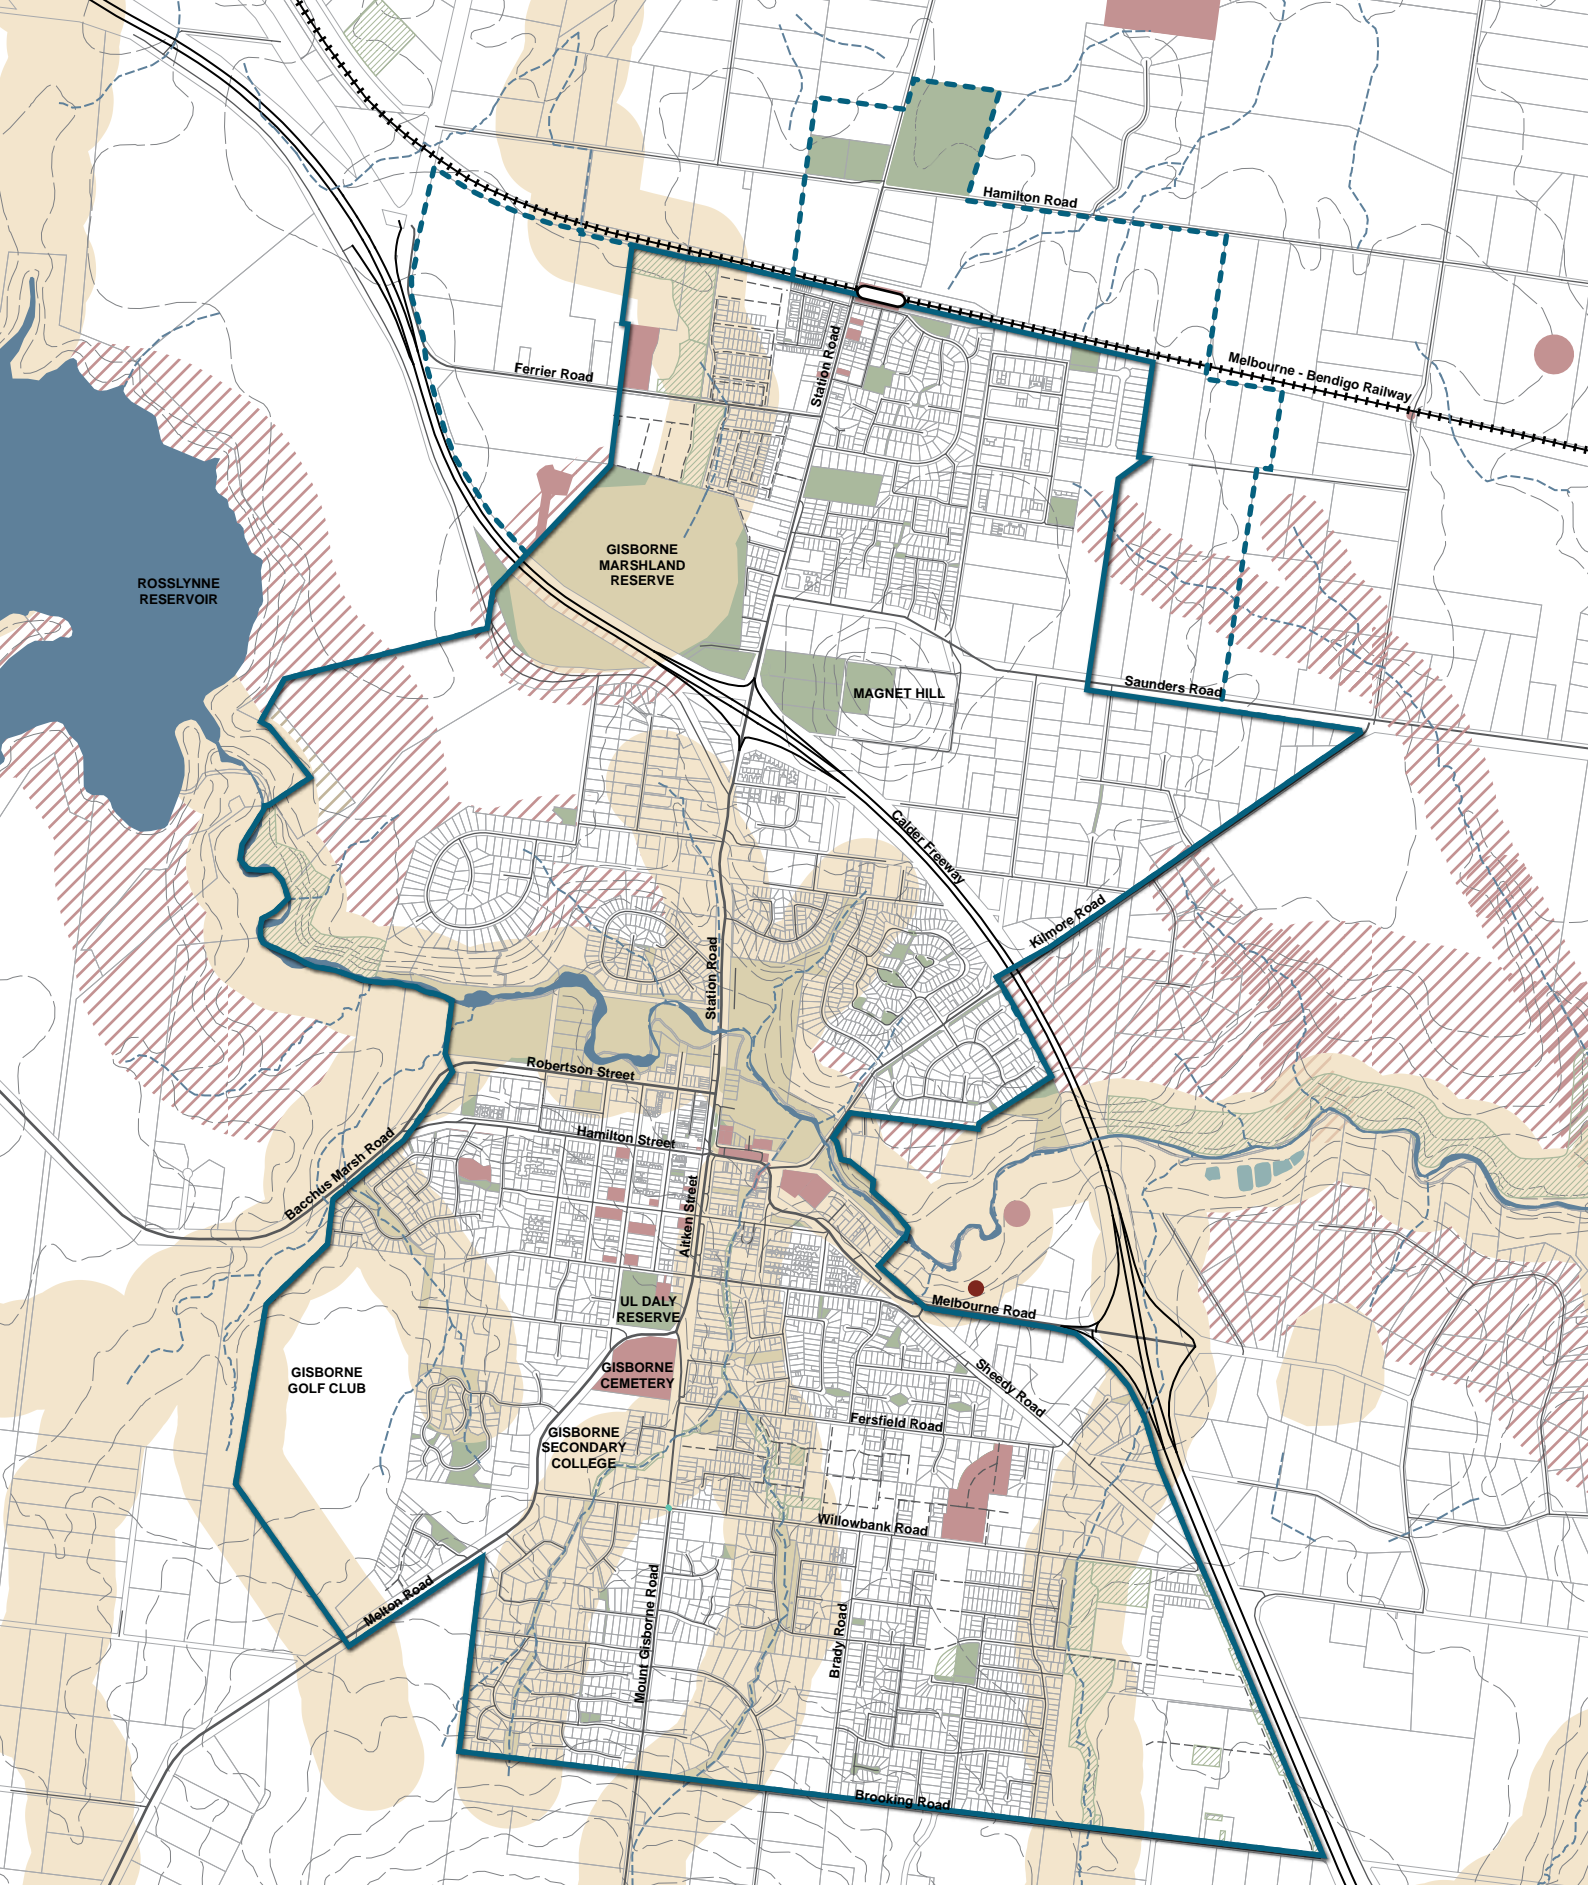 Hamilton Road
Melbourne - Bendigo Railway
Station Road
Ferrier Road
GISBORNE
MARSHLAND
RESERVE
ROSSLYNNE
RESERVOIR
MAGNET HILL
Saunders Road
Calder Freeway
Kilmore Road
Station Road
Robertson Street
Hamilton Street
Bacchus Marsh Road
Aitken Street
UL DALY
RESERVE
Melbourne Road
GISBORNE
GOLF CLUB
GISBORNE
CEMETERY
Sheedy Road
Fersfield Road
GISBORNE
SECONDARY
COLLEGE
Willowbank Road
Melton Road
Mount Gisborne Road
Brady Road
Brooking Road